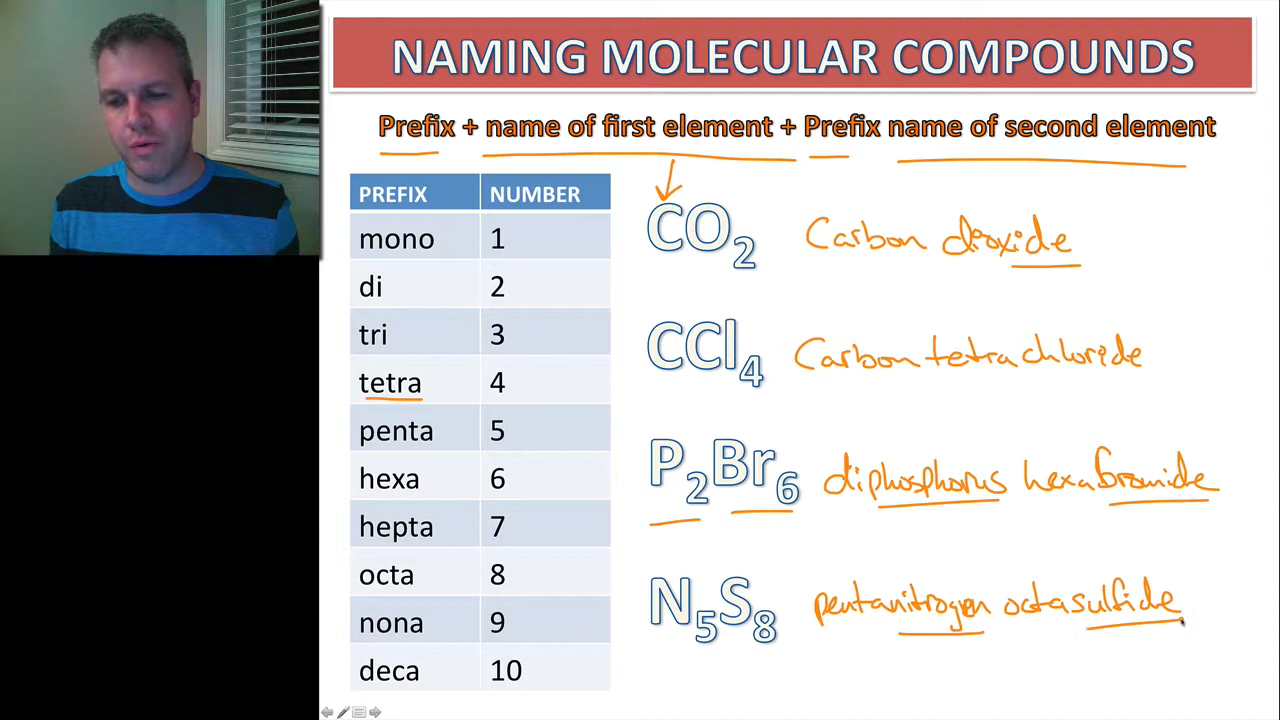 NAMING MOLECULAR COMPOUNDS
Prefix + name of first element + Prefix name of second element
PREFIX NUMBER
mono 1
di 2
tri 3
tetra 4
penta 5
hexa 6
hepta 7
octa 8
nona 9
deca 10
CO2 Carbon dioxide
CCl4 Carbon tetrachloride
P2Br6 diphosphorus hexabromide
N5S8 pentanitrogen octasulfide